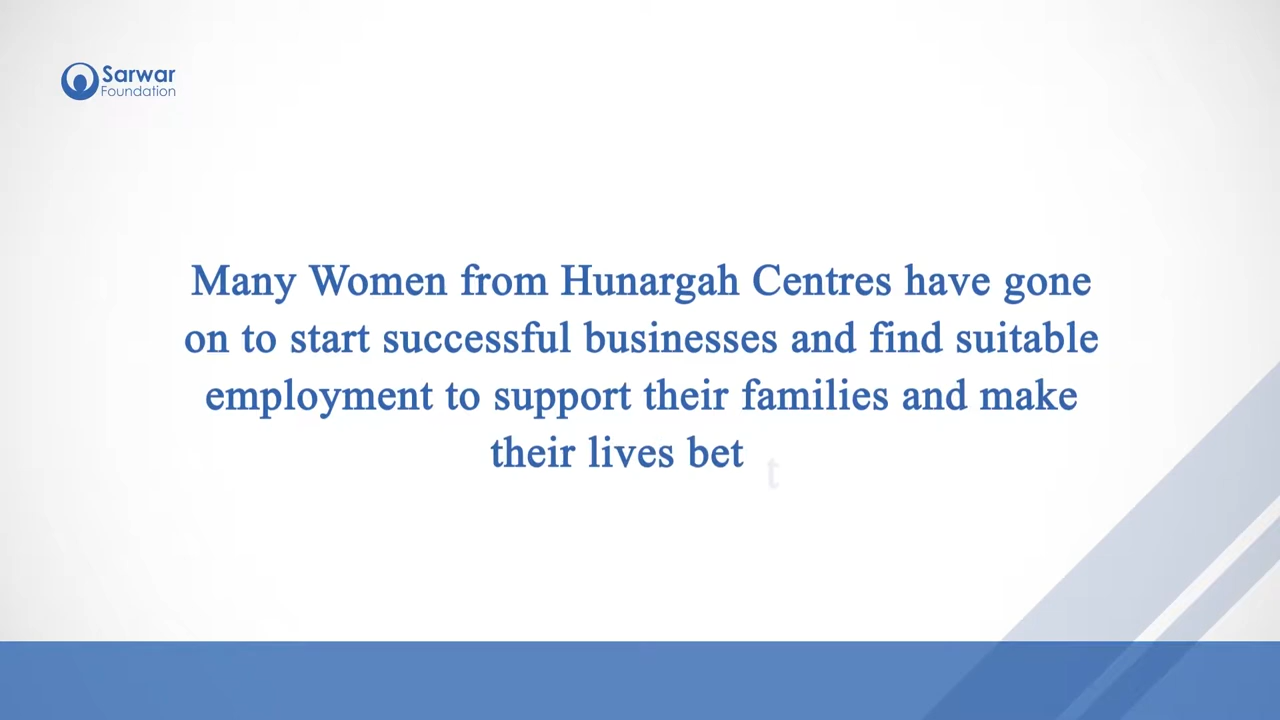 Sarwar
Foundation
Many Women from Hunargah Centres have gone
on to start successful businesses and find suitable
employment to support their families and make
their lives bet t